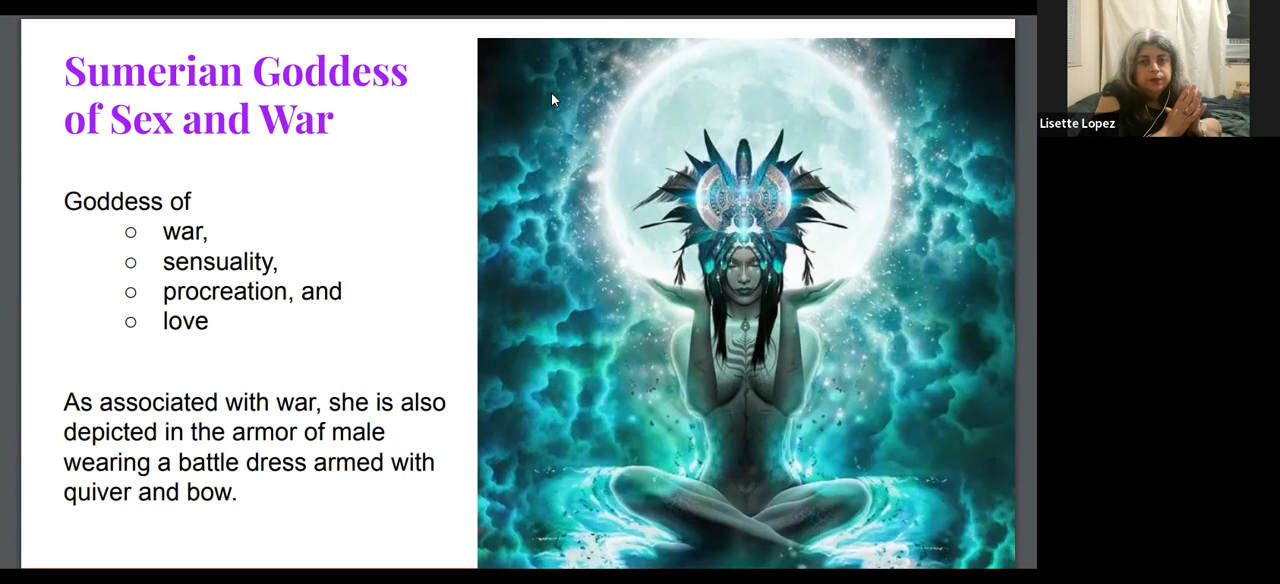 Sumerian Goddess
of Sex and War
Goddess of
○ war,
○ sensuality,
○ procreation, and
○ love
As associated with war, she is also
depicted in the armor of male
wearing a battle dress armed with
quiver and bow.
Lisette Lopez